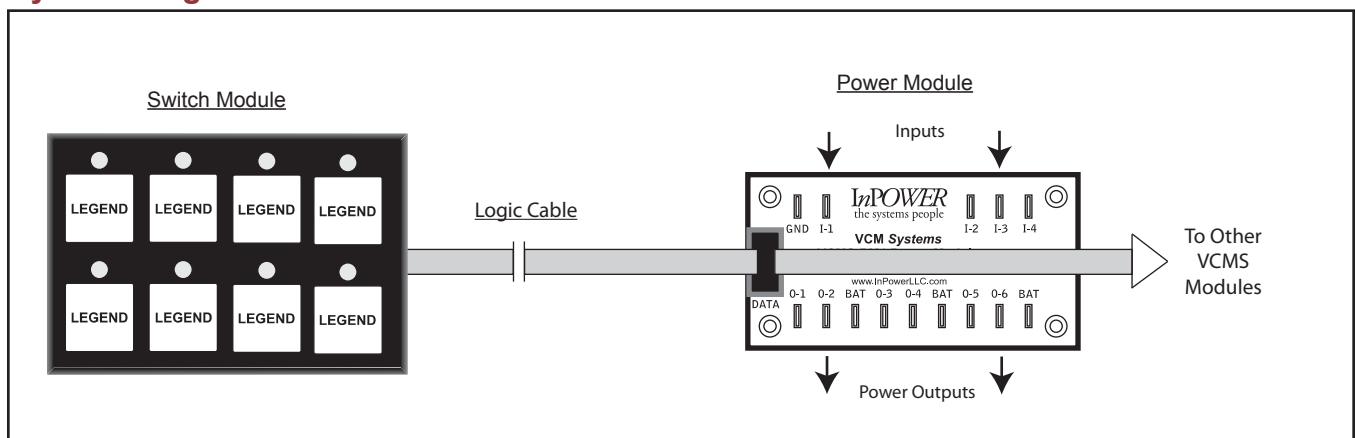 Switch Module
LEGEND LEGEND LEGEND LEGEND
LEGEND LEGEND LEGEND LEGEND
Logic Cable
Power Module
Inputs
InPOWER
the systems people
GND I-1 I-2 I-3 I-4
VCM Systems
www.InPowerLLC.com
DATA 0-1 0-2 BAT 0-3 0-4 BAT 0-5 0-6 BAT
Power Outputs
To Other
VCMS
Modules